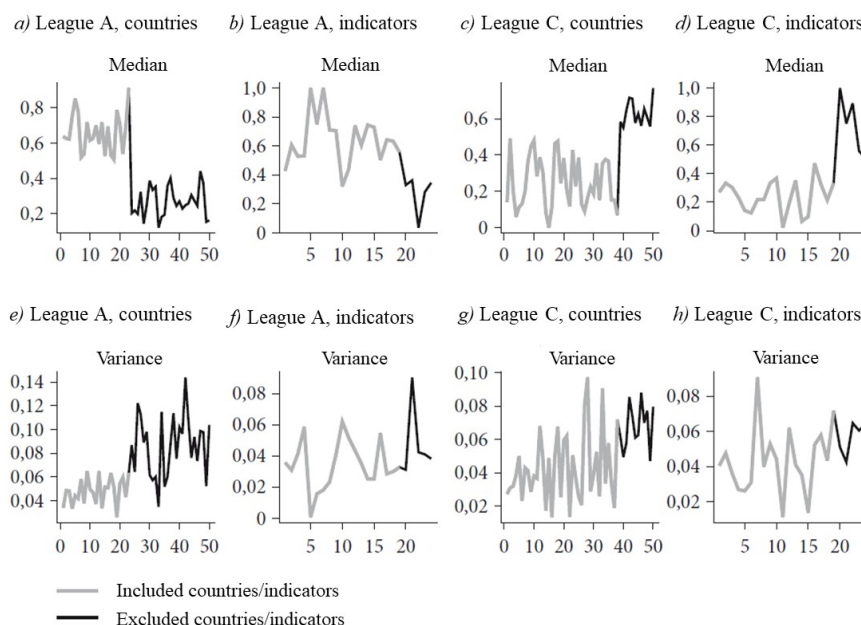 a) League A, countries
Median
0,8
0,6
0,4
0,2
0 10 20 30 40 50
b) League A, indicators
Median
1,0
0,8
0,6
0,4
0,2
0
5 10 15 20
c) League C, countries
Median
0,6
0,4
0,2
0
0 10 20 30 40 50
d) League C, indicators
Median
1,0
0,8
0,6
0,4
0,2
0
5 10 15 20
e) League A, countries
Variance
0,14
0,12
0,10
0,08
0,06
0,04
0 10 20 30 40 50
f) League A, indicators
Variance
0,08
0,06
0,04
0,02
0
5 10 15 20
g) League C, countries
Variance
0,10
0,08
0,06
0,04
0,02
0 10 20 30 40 50
h) League C, indicators
Variance
0,08
0,06
0,04
0,02
5 10 15 20
Included countries/indicators
Excluded countries/indicators